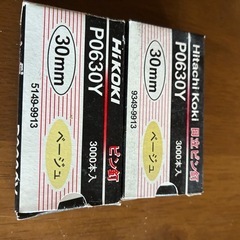 HiKOKI
P0630Y
ピン釘
30mm
3000本入
5149-9913
ベージュ
Hitachi Koki
P0630Y
日立ピン釘
30mm
3000本入
9349-9913
ベージュ